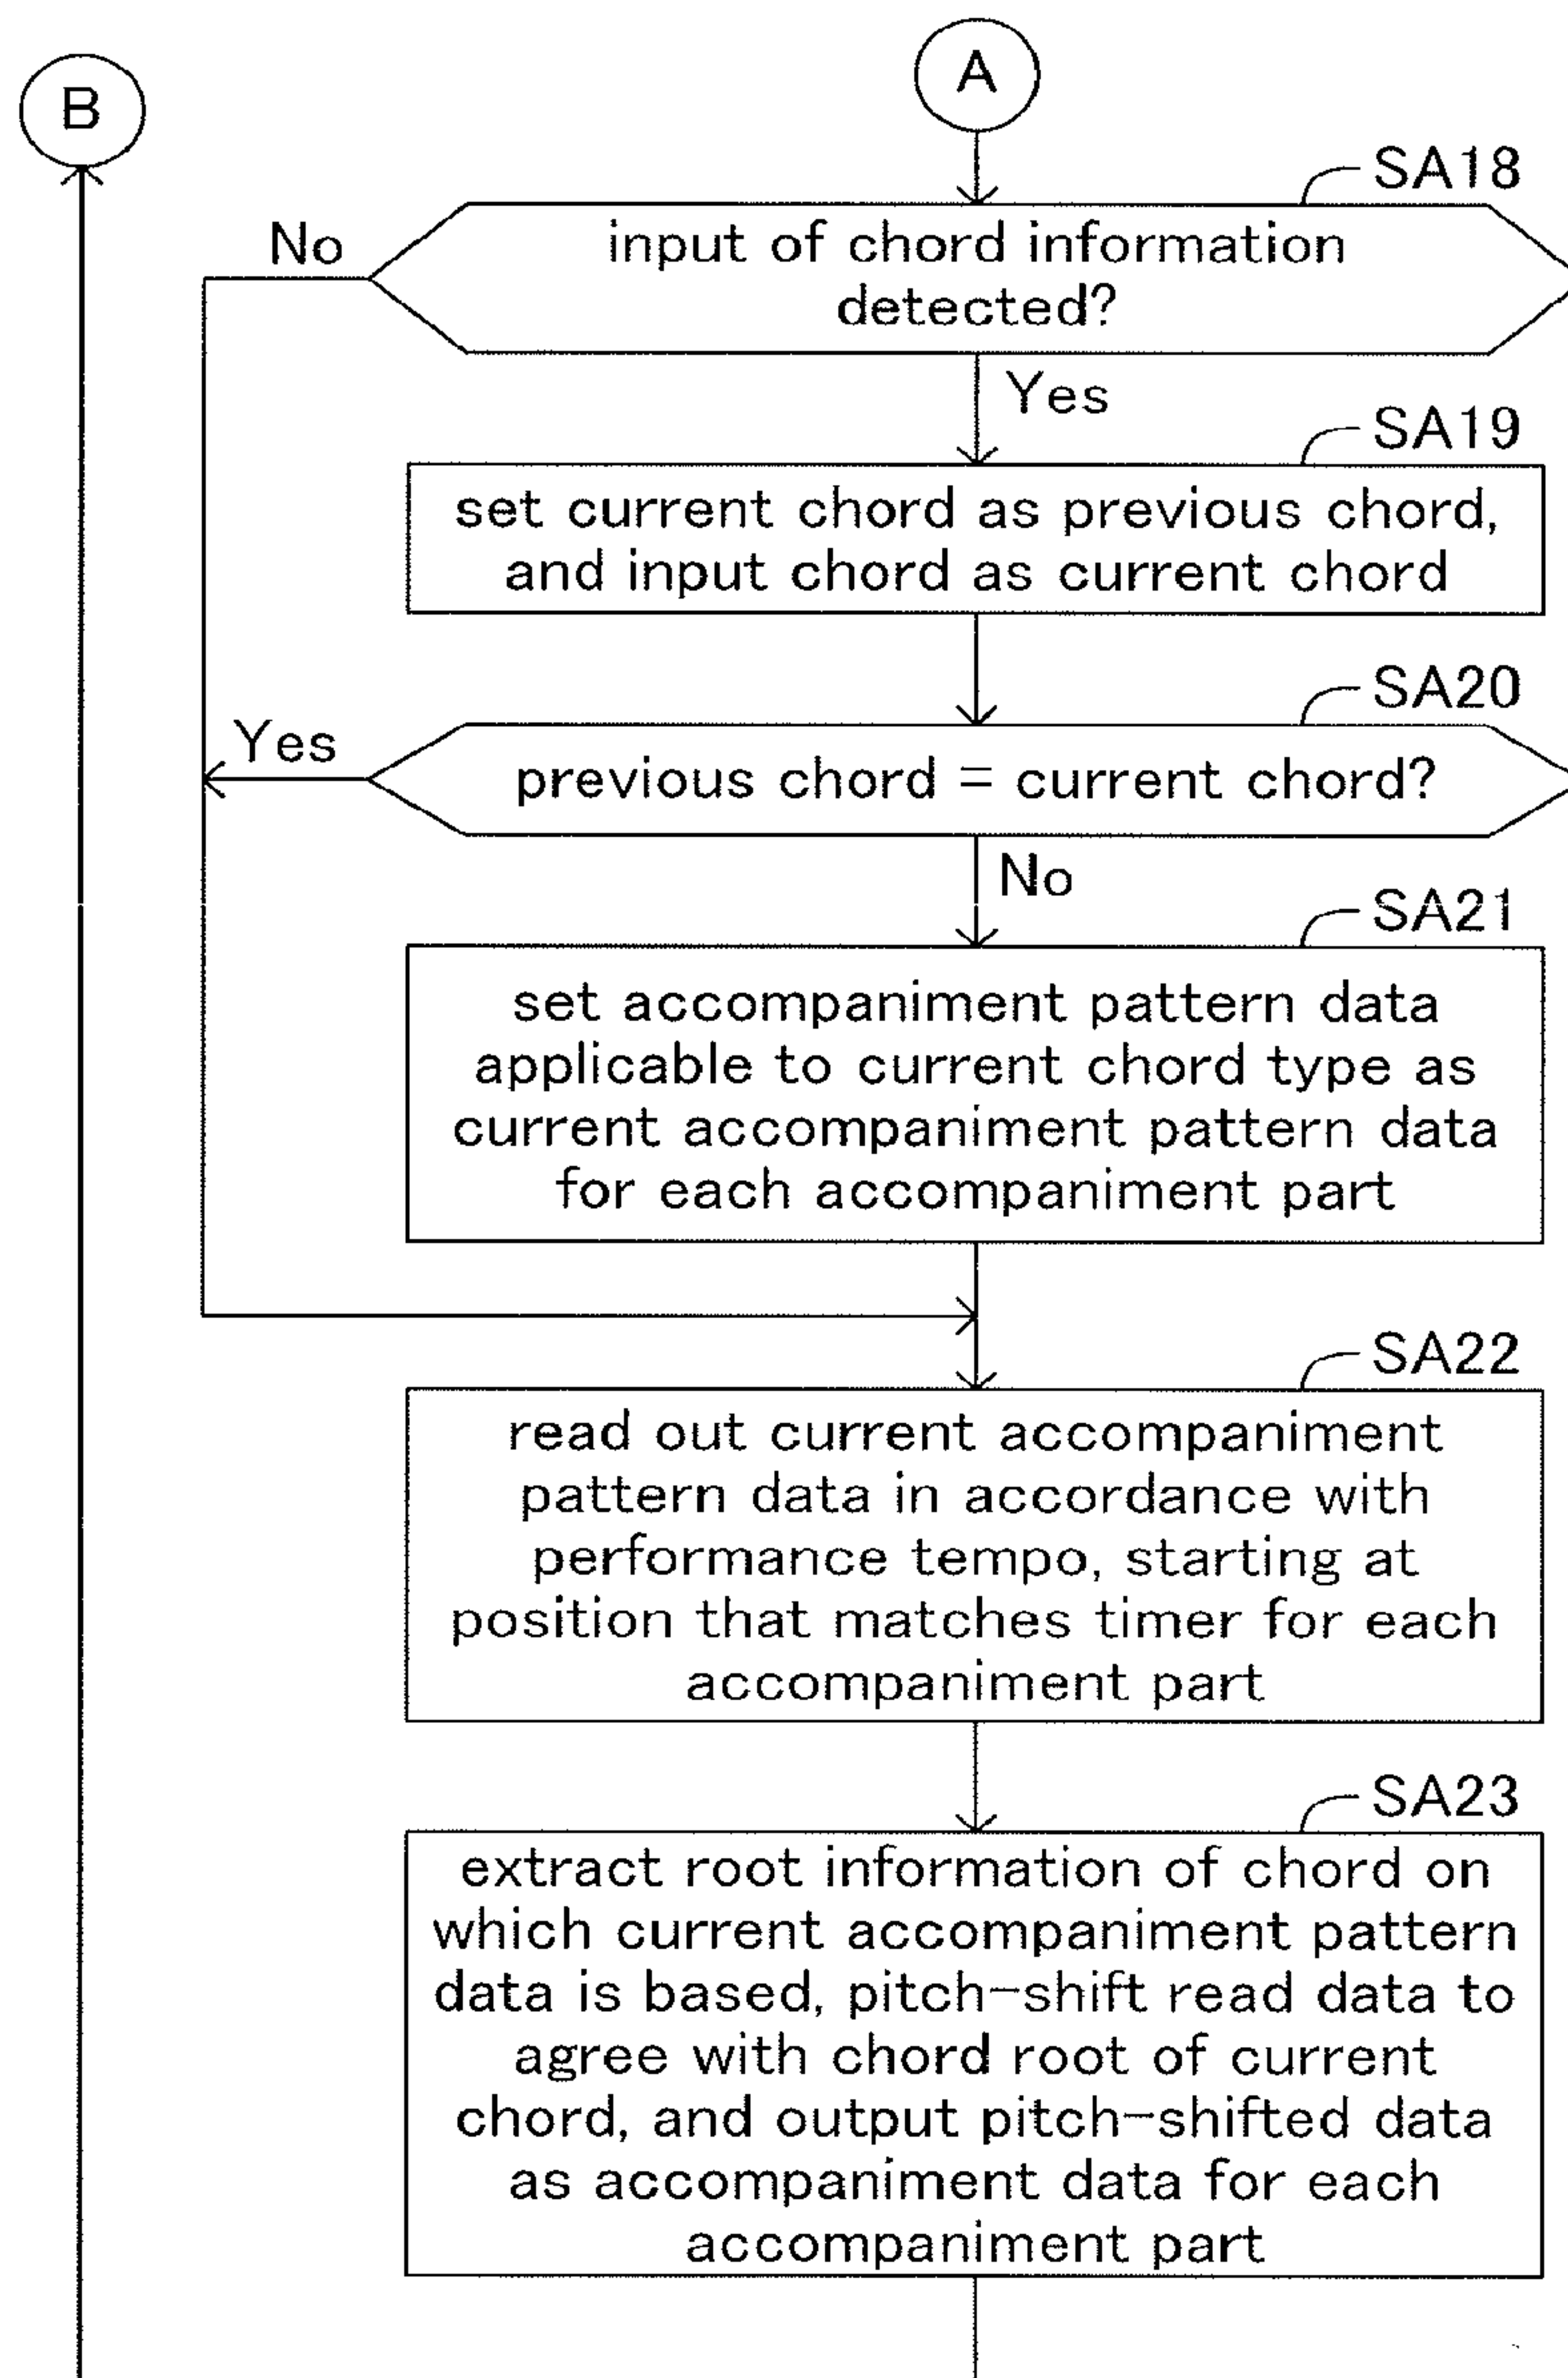 B
A
SA18
No
input of chord information
detected?
Yes
SA19
set current chord as previous chord,
and input chord as current chord
SA20
Yes
previous chord = current chord?
No
SA21
set accompaniment pattern data
applicable to current chord type as
current accompaniment pattern data
for each accompaniment part
SA22
read out current accompaniment
pattern data in accordance with
performance tempo, starting at
position that matches timer for each
accompaniment part
SA23
extract root information of chord on
which current accompaniment pattern
data is based, pitch-shift read data to
agree with chord root of current
chord, and output pitch-shifted data
as accompaniment data for each
accompaniment part